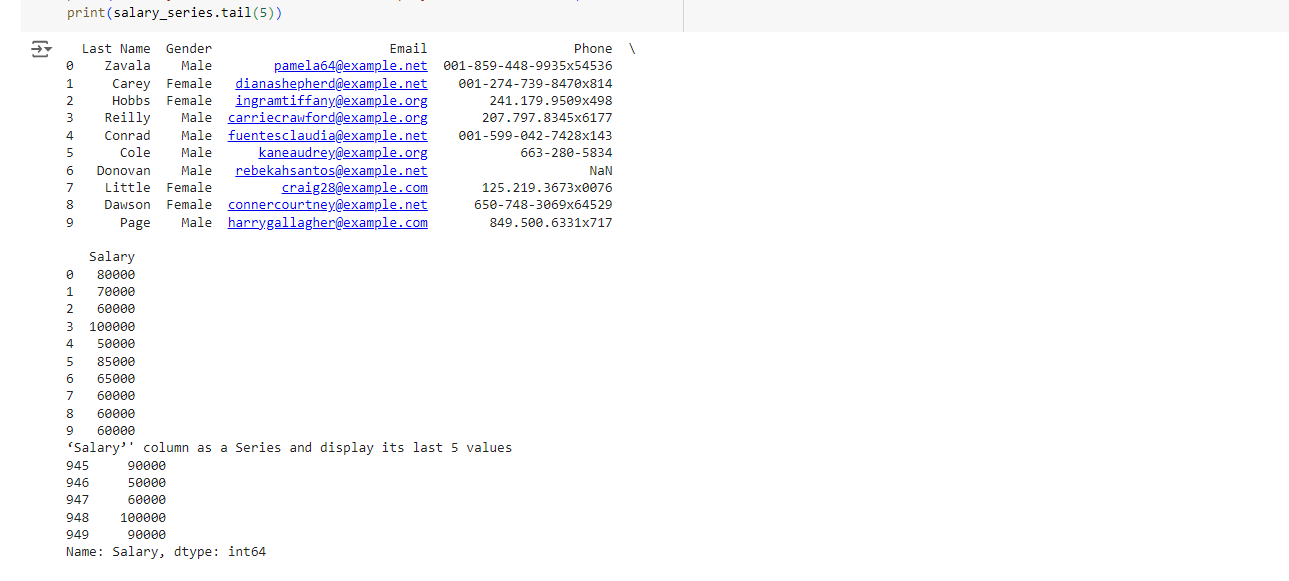 print(salary_series.tail(5))
Last Name Gender Email Phone \
0 Zavala Male pamela64@example.net 001-859-448-9935x54536
1 Carey Female dianashepherd@example.net 001-274-739-8470x814
2 Hobbs Female ingramtiffany@example.org 241.179.9509x498
3 Reilly Male carriecrawford@example.org 207.797.8345x6177
4 Conrad Male fuentesclaudia@example.net 001-599-042-7428x143
5 Cole Male kaneaudrey@example.org 663-280-5834
6 Donovan Male rebekahsantos@example.net NaN
7 Little Female craig28@example.com 125.219.3673x0076
8 Dawson Female connercourtney@example.net 650-748-3069x64529
9 Page Male harrygallagher@example.com 849.500.6331x717
Salary
0 80000
1 70000
2 60000
3 100000
4 50000
5 85000
6 65000
7 60000
8 60000
9 60000
‘Salary’' column as a Series and display its last 5 values
945 90000
946 50000
947 60000
948 100000
949 90000
Name: Salary, dtype: int64